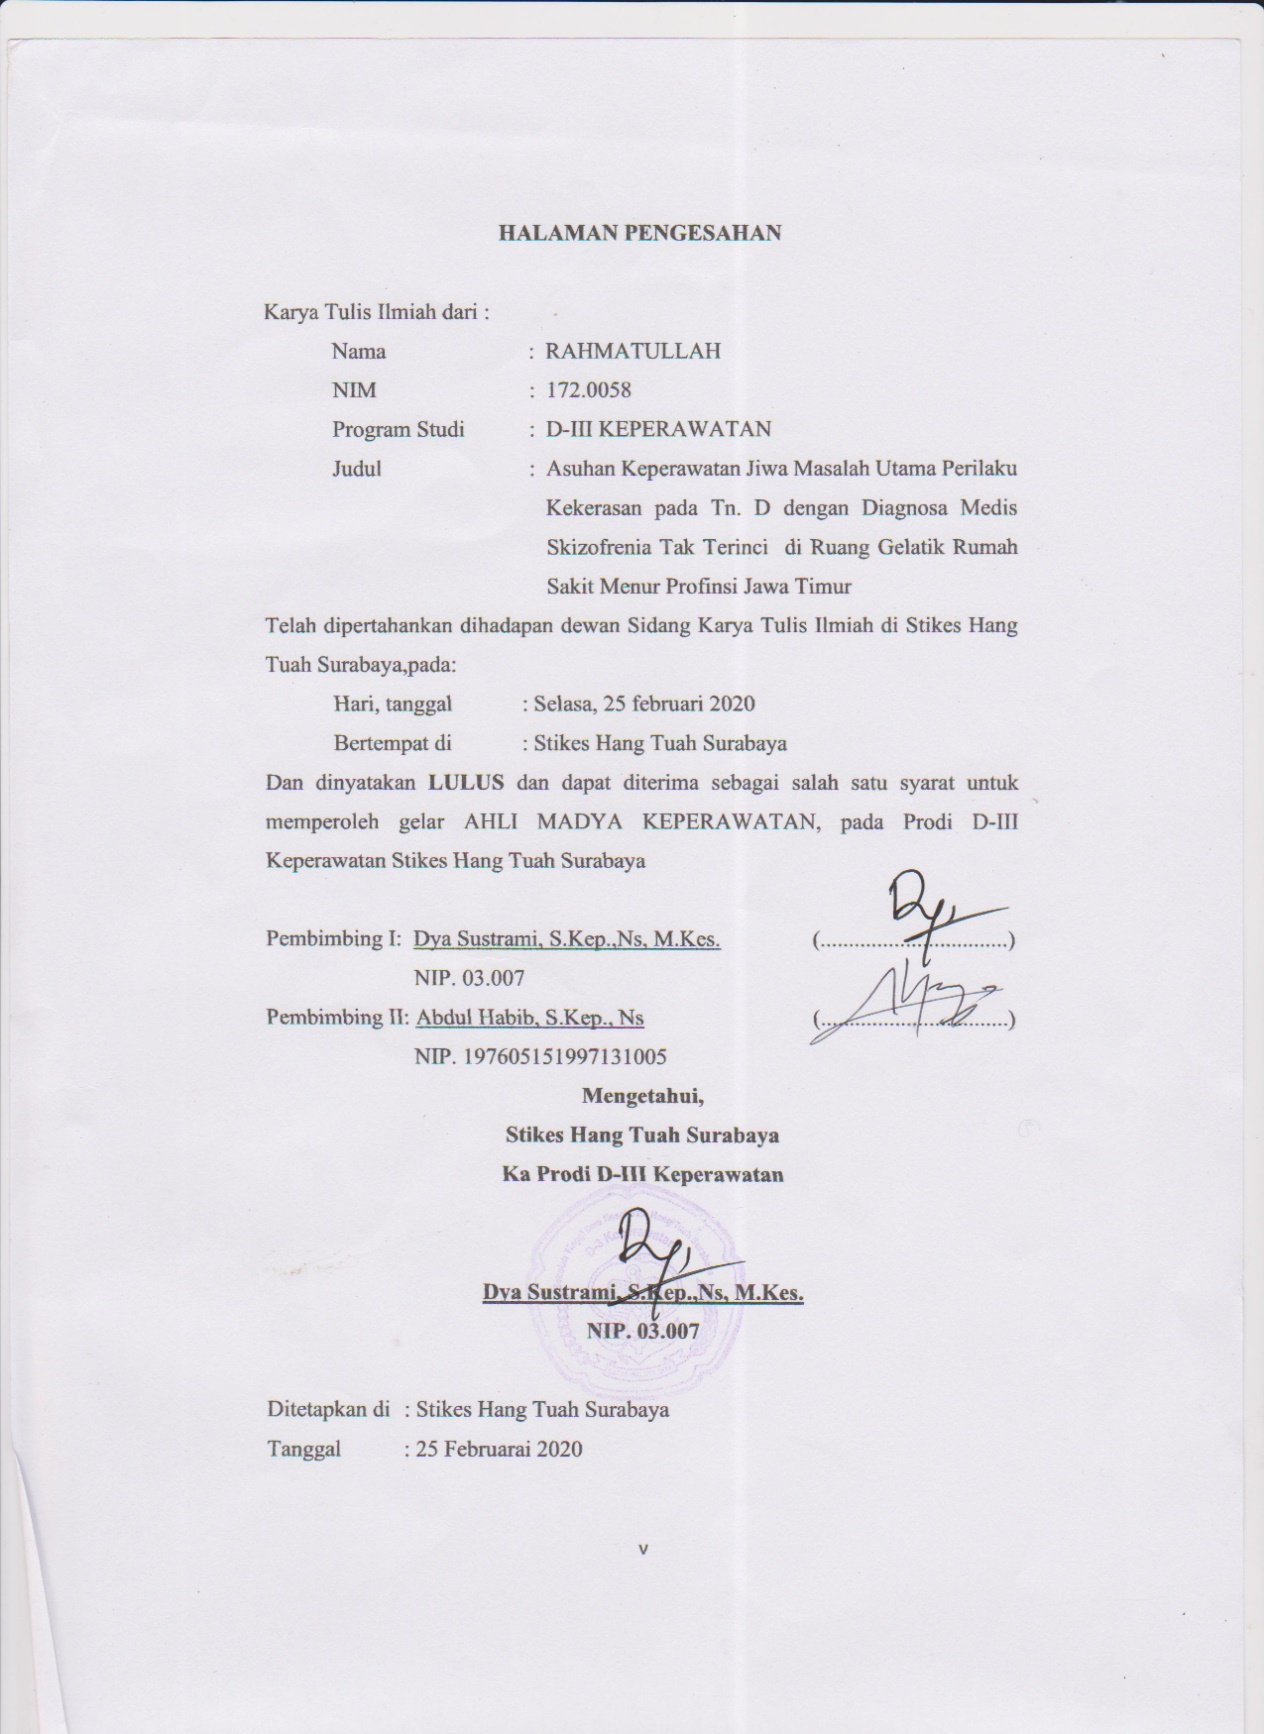 HALAMAN PENGESAHAN
Karya Tulis Ilmiah dari :
Nama : RAHMATULLAH
NIM : 172.0058
Program Studi : D-III KEPERAWATAN
Judul : Asuhan Keperawatan Jiwa Masalah Utama Perilaku
Kekerasan pada Tn. D dengan Diagnosa Medis
Skizofrenia Tak Terinci di Ruang Gelatik Rumah
Sakit Menur Profinsi Jawa Timur
Telah dipertahankan dihadapan dewan Sidang Karya Tulis Ilmiah di Stikes Hang
Tuah Surabaya,pada:
Hari, tanggal : Selasa, 25 februari 2020
Bertempat di : Stikes Hang Tuah Surabaya
Dan dinyatakan LULUS dan dapat diterima sebagai salah satu syarat untuk
memperoleh gelar AHLI MADYA KEPERAWATAN, pada Prodi D-III
Keperawatan Stikes Hang Tuah Surabaya
Pembimbing I: Dya Sustrami, S.Kep.,Ns, M.Kes. (.................................)
NIP. 03.007
Pembimbing II: Abdul Habib, S.Kep., Ns (.................................)
NIP. 197605151997131005
Mengetahui,
Stikes Hang Tuah Surabaya
Ka Prodi D-III Keperawatan
Dya Sustrami, S.Kep.,Ns, M.Kes.
NIP. 03.007
Ditetapkan di : Stikes Hang Tuah Surabaya
Tanggal : 25 Februarai 2020
v